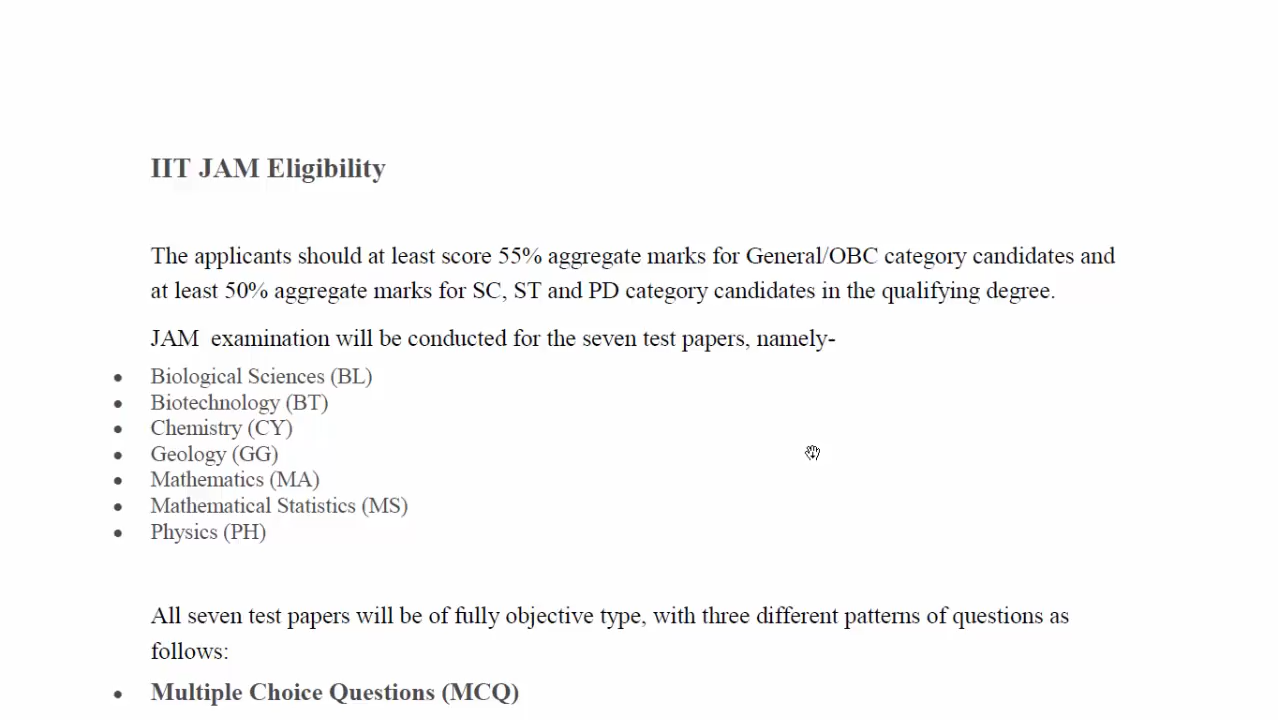 IIT JAM Eligibility
The applicants should at least score 55% aggregate marks for General/OBC category candidates and
at least 50% aggregate marks for SC, ST and PD category candidates in the qualifying degree.
JAM examination will be conducted for the seven test papers, namely-
• Biological Sciences (BL)
• Biotechnology (BT)
• Chemistry (CY)
• Geology (GG)
• Mathematics (MA)
• Mathematical Statistics (MS)
• Physics (PH)
All seven test papers will be of fully objective type, with three different patterns of questions as
follows:
• Multiple Choice Questions (MCQ)